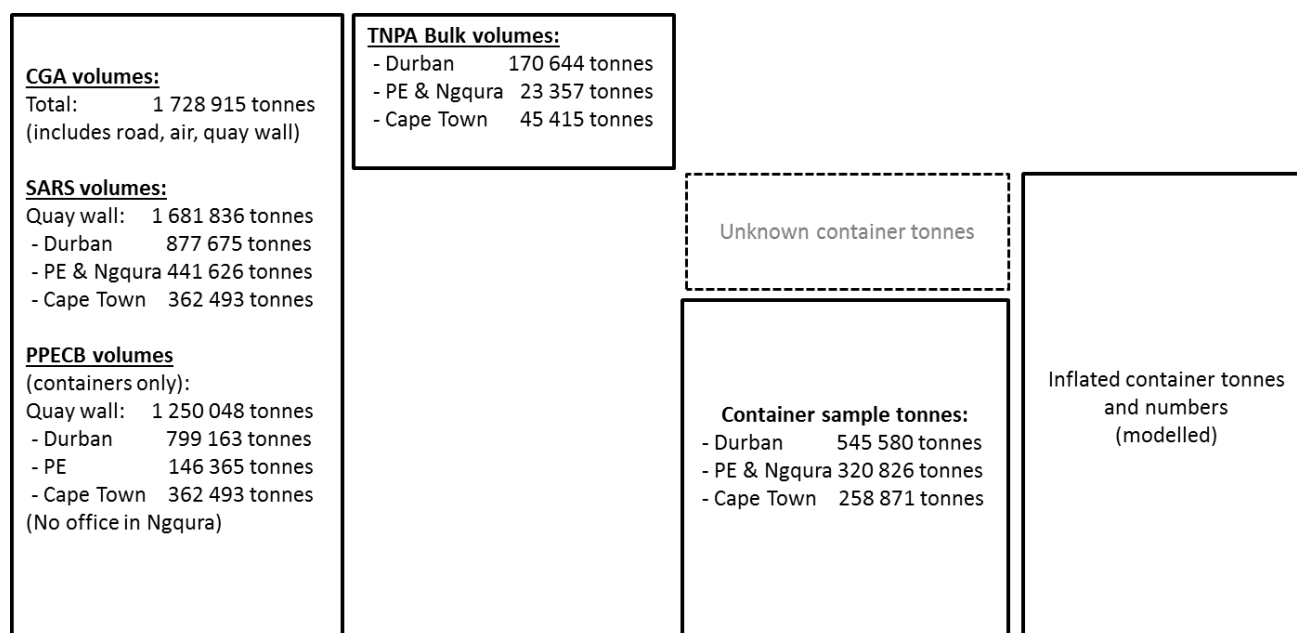 CGA volumes:
Total: 1 728 915 tonnes
(includes road, air, quay wall)
SARS volumes:
Quay wall: 1 681 836 tonnes
- Durban 877 675 tonnes
- PE & Ngqura 441 626 tonnes
- Cape Town 362 493 tonnes
PPECB volumes
(containers only):
Quay wall: 1 250 048 tonnes
- Durban 799 163 tonnes
- PE 146 365 tonnes
- Cape Town 362 493 tonnes
(No office in Ngqura)
TNPA Bulk volumes:
- Durban 170 644 tonnes
- PE & Ngqura 23 357 tonnes
- Cape Town 45 415 tonnes
Unknown container tonnes
Container sample tonnes:
- Durban 545 580 tonnes
- PE & Ngqura 320 826 tonnes
- Cape Town 258 871 tonnes
Inflated container tonnes
and numbers
(modelled)